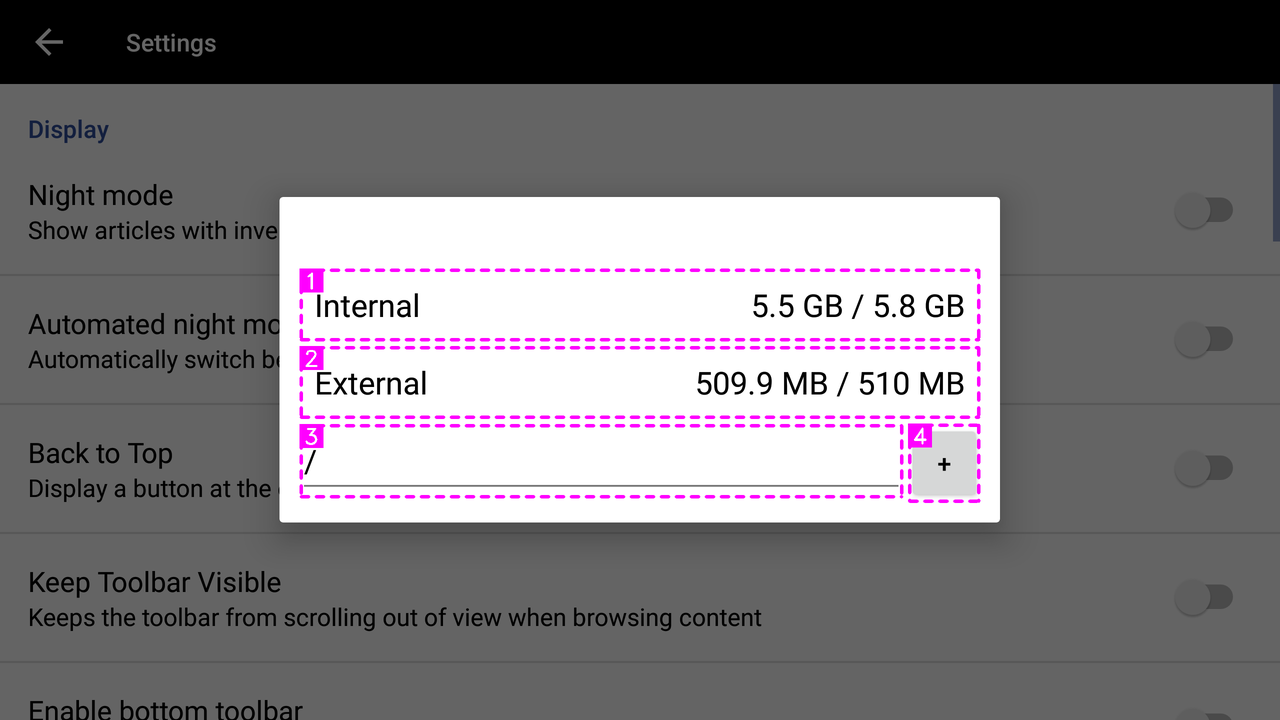 Settings
Display
Night mode
Show articles with inve
Automated night mo
Automatically switch be
Back to Top
Display a button at the
Keep Toolbar Visible
Keeps the toolbar from scrolling out of view when browsing content
Enable bottom toolbar
1
Internal 5.5 GB / 5.8 GB
2
External 509.9 MB / 510 MB
3
/
4
+